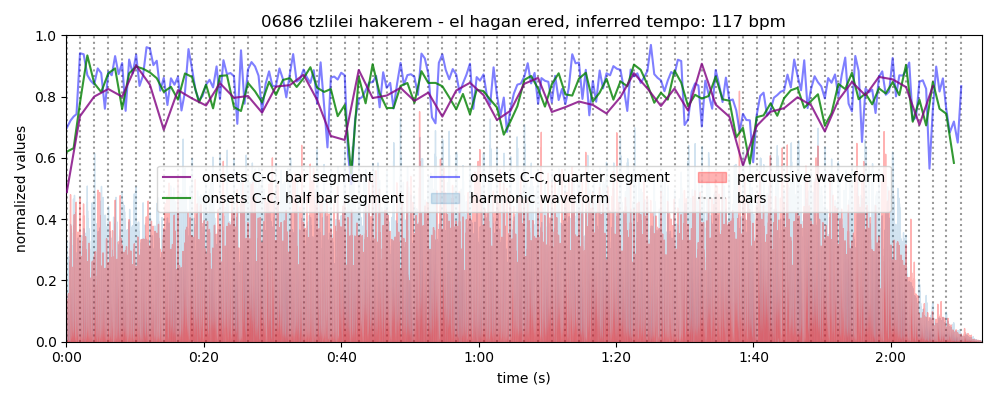 0686 tzlilei hakerem - el hagan ered, inferred tempo: 117 bpm
normalized values
1.0
0.8
0.6
0.4
0.2
0.0
onsets C-C, bar segment
onsets C-C, half bar segment
onsets C-C, quarter segment
harmonic waveform
percussive waveform
bars
0:00 0:20 0:40 1:00 1:20 1:40 2:00
time (s)